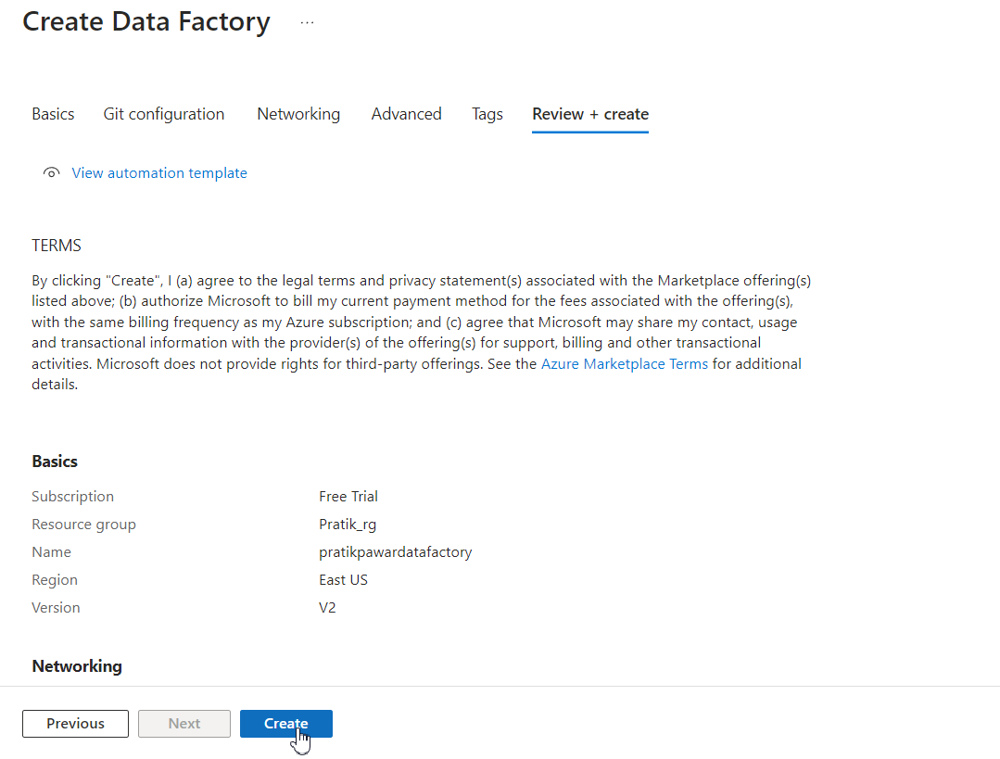 Create Data Factory ...
Basics Git configuration Networking Advanced Tags Review + create
View automation template
TERMS
By clicking "Create", I (a) agree to the legal terms and privacy statement(s) associated with the Marketplace offering(s)
listed above; (b) authorize Microsoft to bill my current payment method for the fees associated with the offering(s),
with the same billing frequency as my Azure subscription; and (c) agree that Microsoft may share my contact, usage
and transactional information with the provider(s) of the offering(s) for support, billing and other transactional
activities. Microsoft does not provide rights for third-party offerings. See the Azure Marketplace Terms for additional
details.
Basics
Subscription Free Trial
Resource group Pratik_rg
Name pratikpawardatafactory
Region East US
Version V2
Networking
Previous Next Create